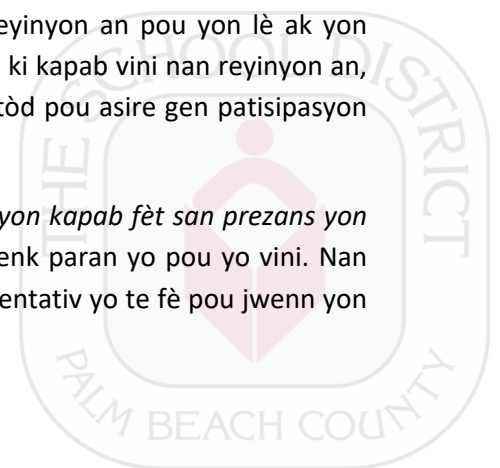 eyinyon an pou yon lè ak yon
ki kapab vini nan reyinyon an,
tòd pou asire gen patisipasyon
yon kapab fèt san prezans yon
enk paran yo pou yo vini. Nan
entativ yo te fè pou jwenn yon
THE SCHOOL DISTRICT
PALM BEACH COUNTY